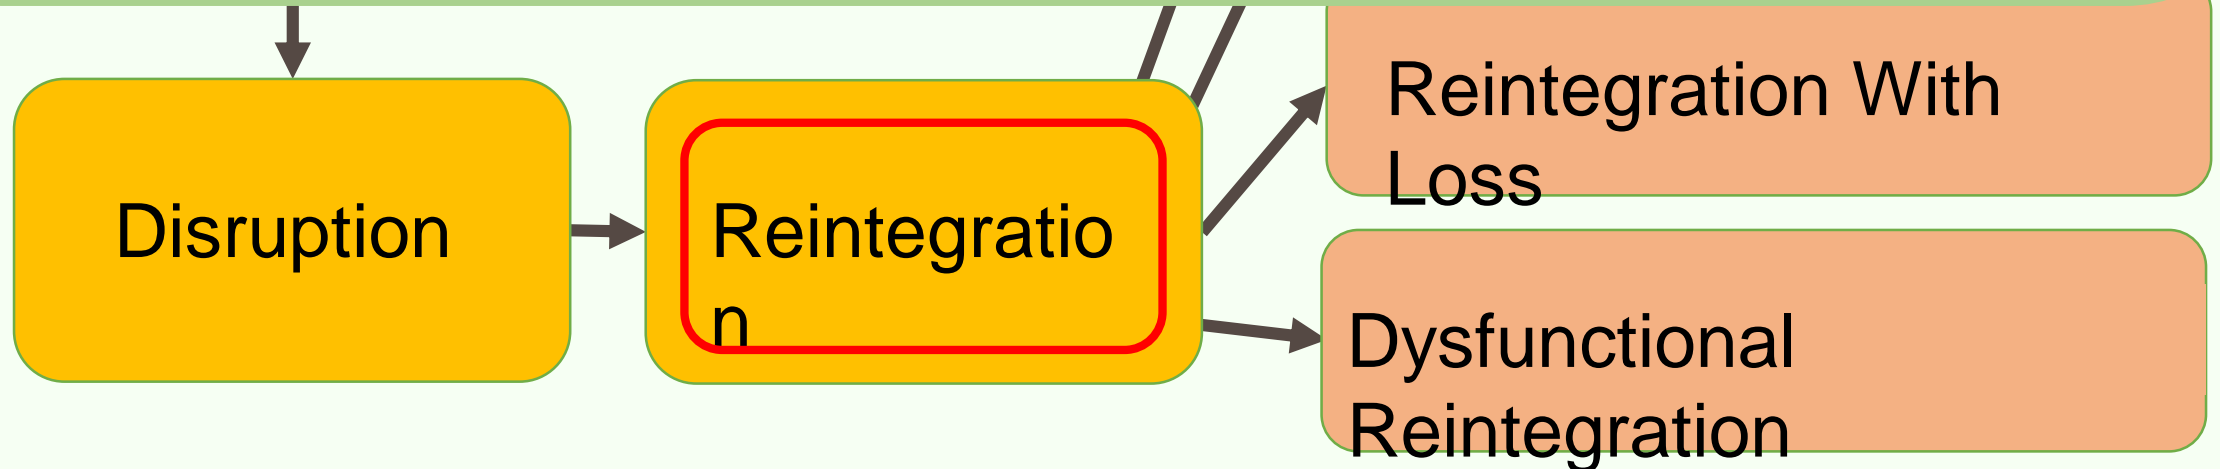 Disruption
Reintegratio
n
Reintegration With
Loss
Dysfunctional
Reintegration